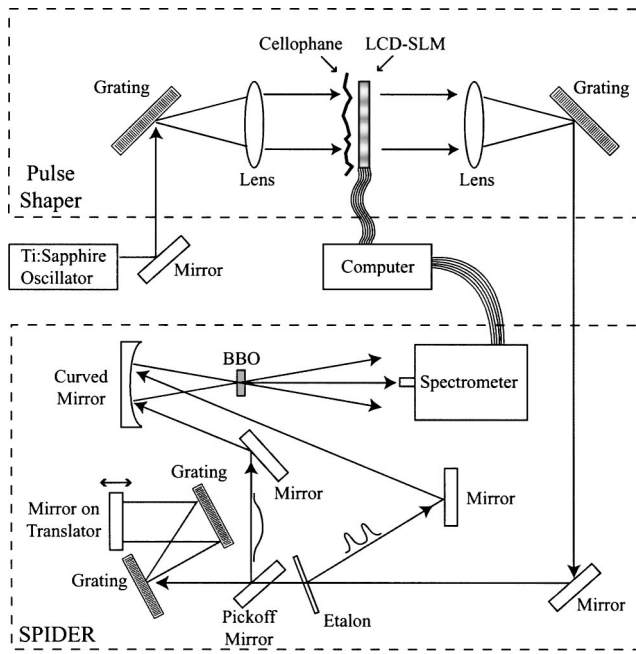 Cellophane
LCD-SLM
Grating
Grating
Lens
Lens
Pulse
Shaper
Ti:Sapphire
Oscillator
Mirror
Computer
BBO
Curved
Mirror
Spectrometer
Grating
Mirror
Mirror
Mirror on
Translator
Grating
Pickoff
Mirror
Etalon
Mirror
SPIDER